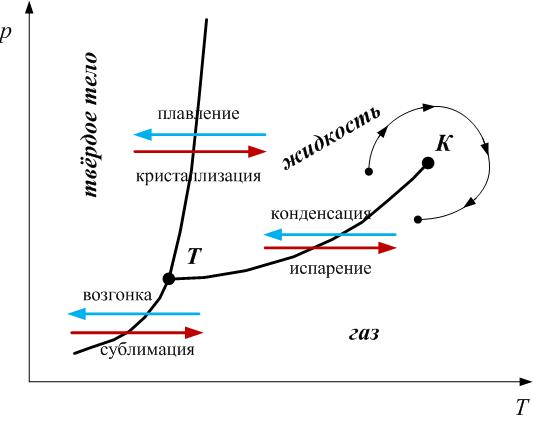 p
твёрдое тело
плавление
кристаллизация
жидкость
К
конденсация
испарение
Т
возгонка
сублимация
газ
T